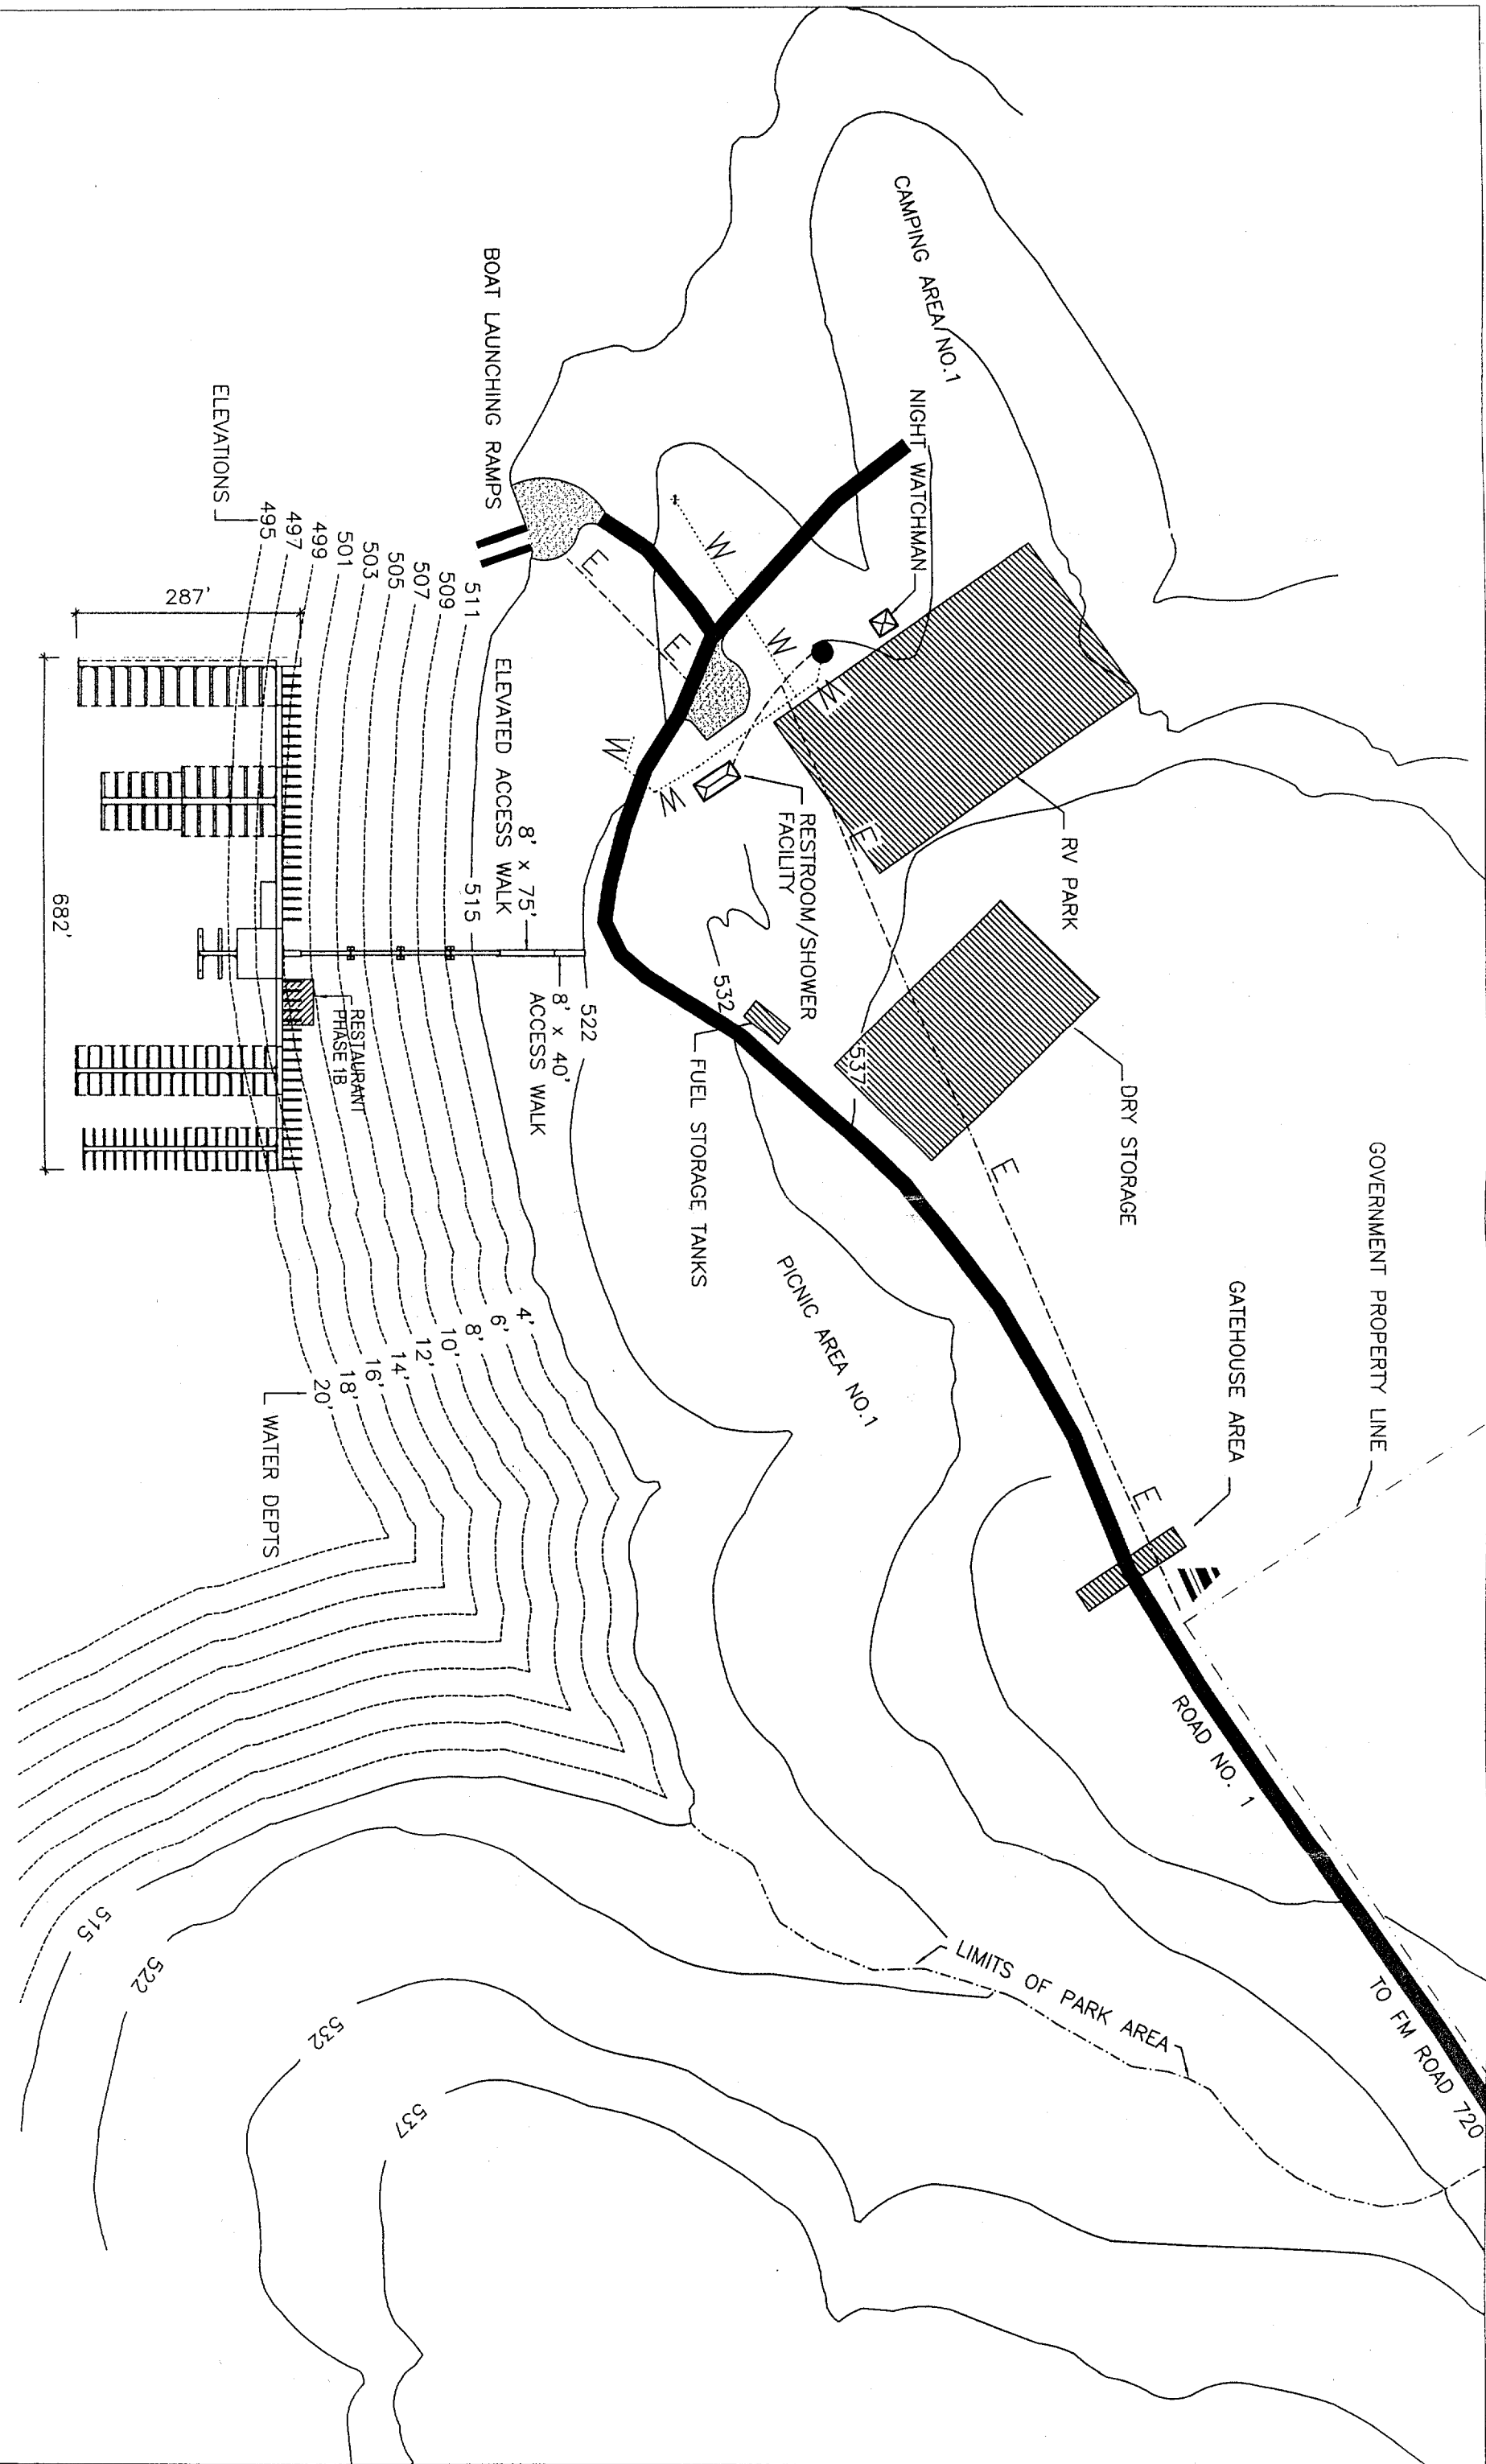 GOVERNMENT PROPERTY LINE
GATEHOUSE AREA
ROAD NO. 1
TO FM ROAD 720
DRY STORAGE
RV PARK
CAMPING AREA NO.1
NIGHT WATCHMAN
RESTROOM/SHOWER
FACILITY
FUEL STORAGE TANKS
PICNIC AREA NO.1
LIMITS OF PARK AREA
537
532
522
8' x 40'
ACCESS WALK
8' x 75'
ELEVATED ACCESS WALK
515
BOAT LAUNCHING RAMPS
W
W
W
W
W
E
E
E
E
E
511
509
507
505
503
501
499
497
495
ELEVATIONS
4'
6'
8'
10'
12'
14'
16'
18'
20'
WATER DEPTS
RESTAURANT
PHASE 1B
287'
682'
515
522
532
537